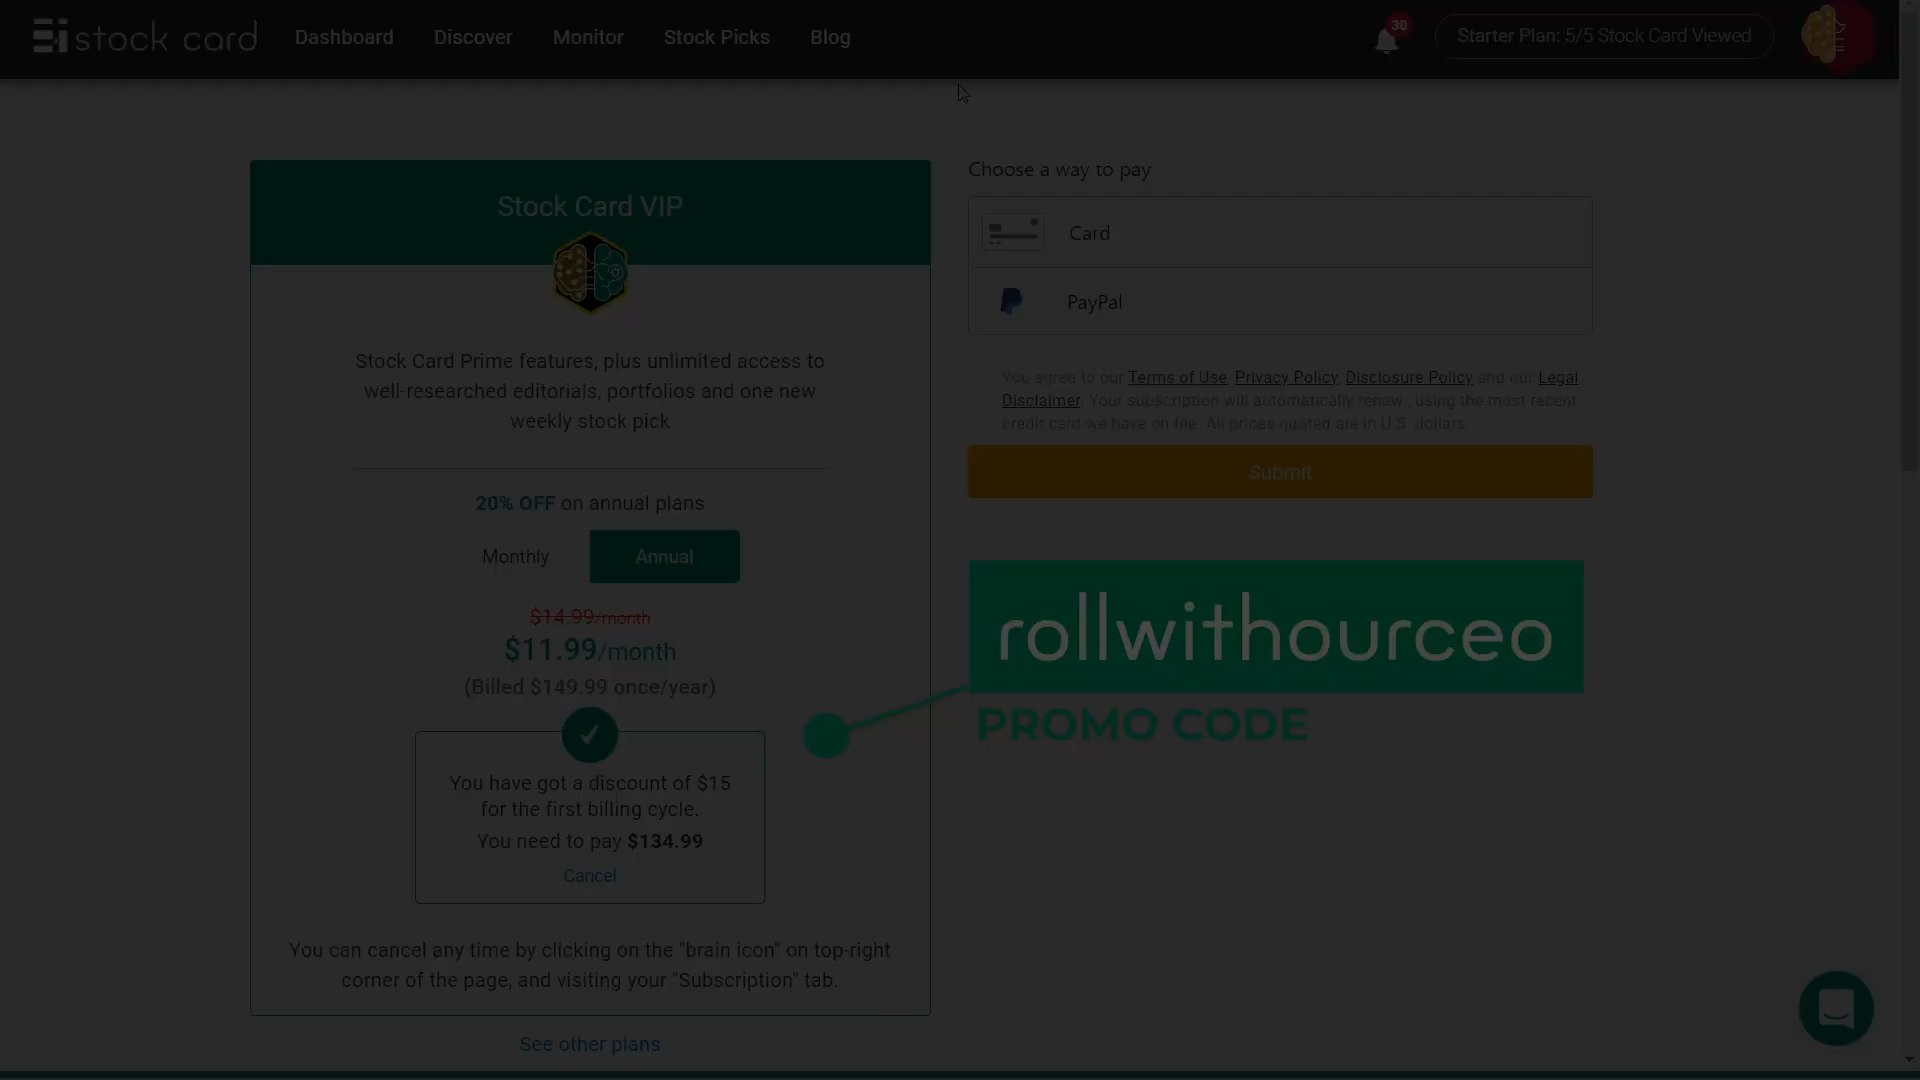 stock card
Dashboard
Discover
Monitor
Stock Picks
Blog
30
Starter Plan: 5/5 Stock Card Viewed
Stock Card VIP
Stock Card Prime features, plus unlimited access to
well-researched editorials, portfolios and one new
weekly stock pick
20% OFF on annual plans
Monthly
Annual
$14.99/month
$11.99/month
(Billed $149.99 once/year)
You have got a discount of $15
for the first billing cycle.
You need to pay $134.99
Cancel
You can cancel any time by clicking on the "brain icon" on top-right
corner of the page, and visiting your "Subscription" tab.
See other plans
Choose a way to pay
Card
PayPal
You agree to our Terms of Use, Privacy Policy, Disclosure Policy and our Legal
Disclaimer. Your subscription will automatically renew , using the most recent
credit card we have on file. All prices quoted are in U.S. dollars.
Submit
rollwithourceo
PROMO CODE